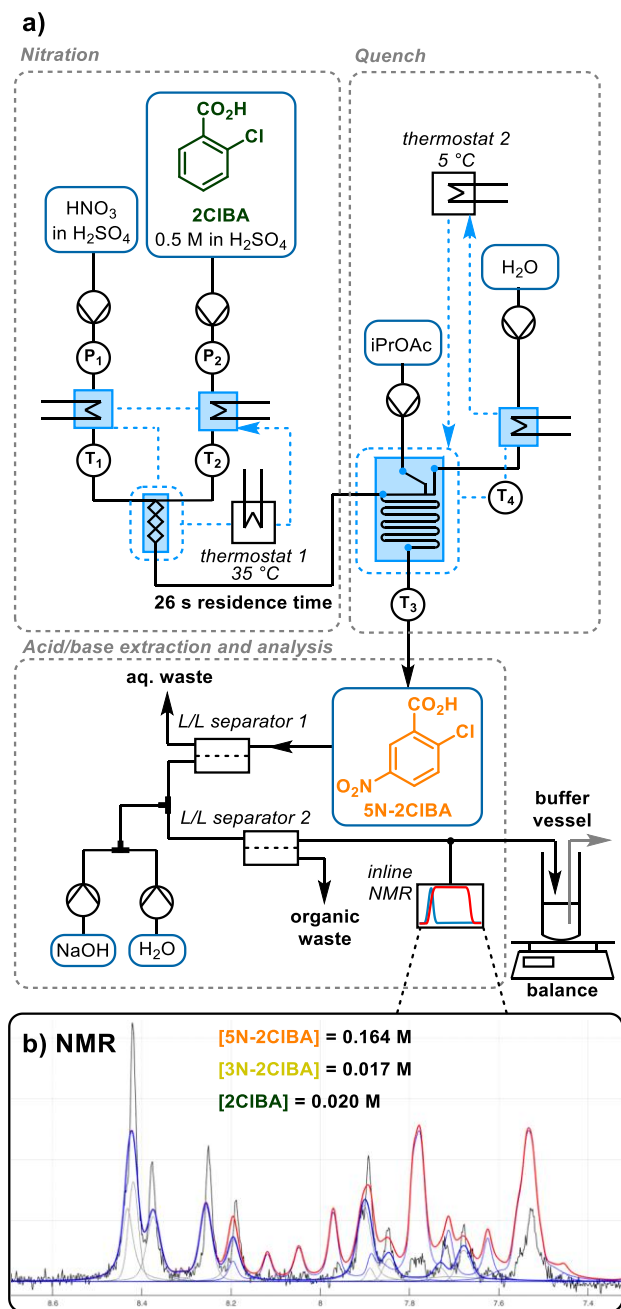 a)
Nitration
Quench
CO₂H
Cl
2ClBA
0.5 M in H₂SO₄
HNO₃
in H₂SO₄
thermostat 2
5 °C
H₂O
iPrOAc
P₁
P₂
T₁
T₂
T₄
thermostat 1
35 °C
26 s residence time
T₃
Acid/base extraction and analysis
aq. waste
L/L separator 1
CO₂H
Cl
O₂N
5N-2ClBA
L/L separator 2
buffer
vessel
inline
NMR
organic
waste
NaOH
H₂O
balance
b) NMR
[5N-2ClBA] = 0.164 M
[3N-2ClBA] = 0.017 M
[2ClBA] = 0.020 M
8.6 8.4 8.2 8 7.8 7.6 7.4